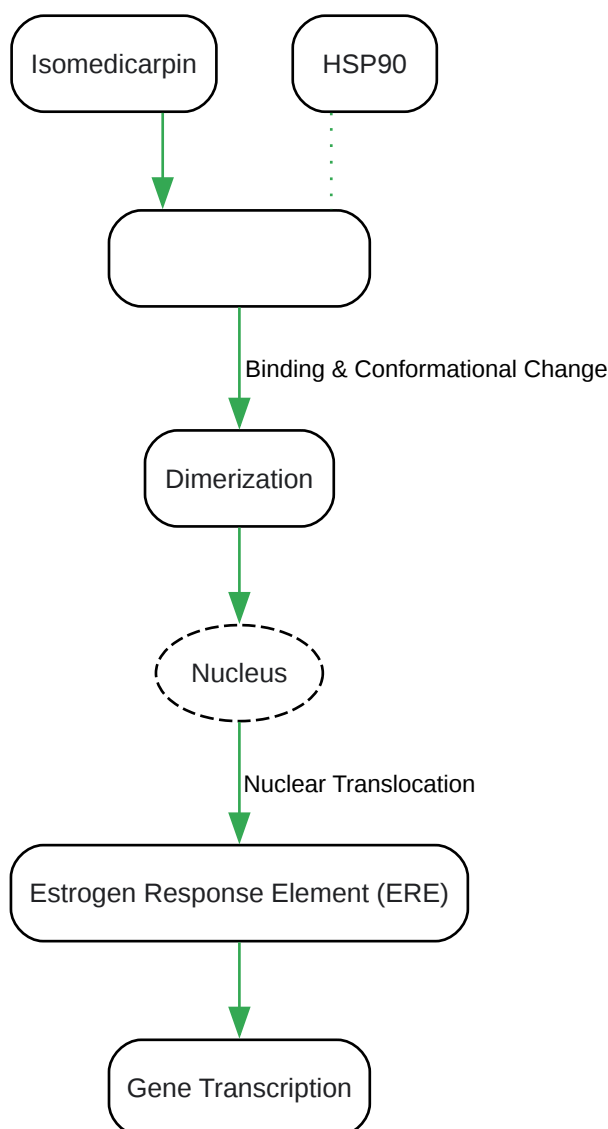 Isomedicarpin
HSP90
Binding & Conformational Change
Dimerization
Nucleus
Nuclear Translocation
Estrogen Response Element (ERE)
Gene Transcription